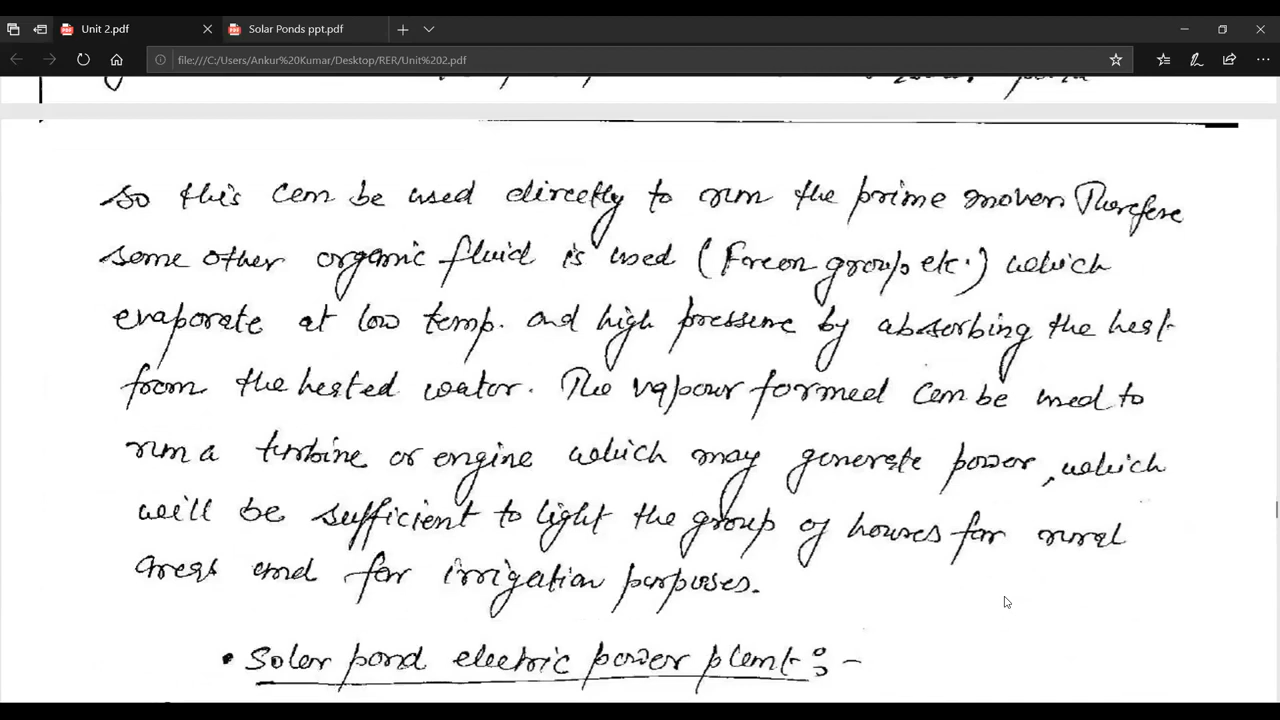 Unit 2.pdf
Solar Ponds ppt.pdf
file:///C:/Users/Ankur%20Kumar/Desktop/RER/Unit%202.pdf
so this can be used directly to run the prime mover. Therefore
some other organic fluid is used (Freon group, etc.) which
evaporate at low temp. and high pressure by absorbing the heat
from the heated water. The vapour formed can be used to
run a turbine or engine which may generate power, which
will be sufficient to light the group of houses for rural
areas and for irrigation purposes.
• Solar pond electric power plant :-